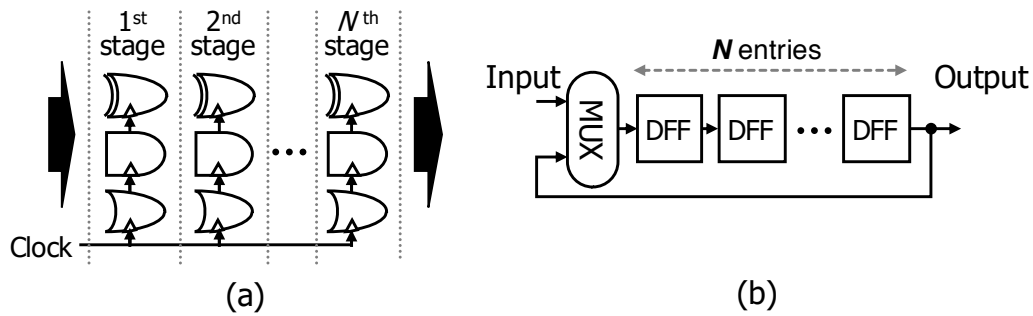 1st stage
2nd stage
Nth stage
Clock
(a)
N entries
Input
Output
MUX
DFF
DFF
DFF
(b)